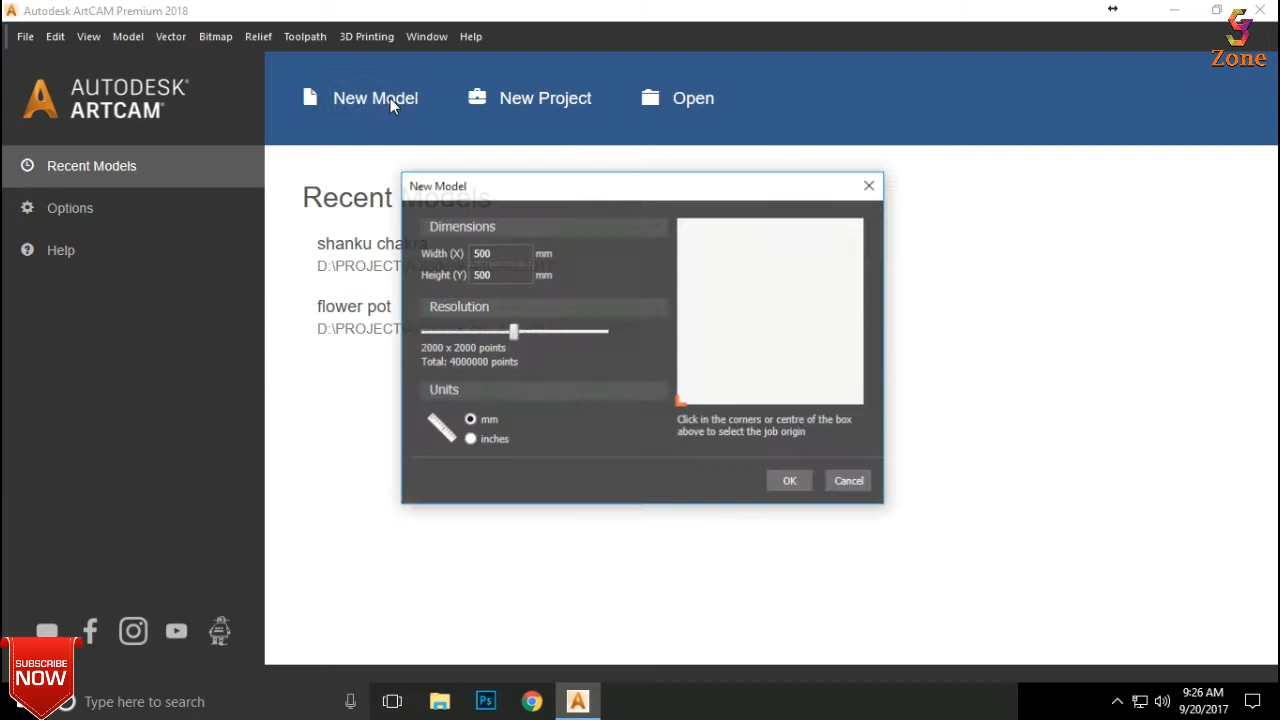 Autodesk ArtCAM Premium 2018
File Edit View Model Vector Bitmap Relief Toolpath 3D Printing Window Help
Zone
AUTODESK
ARTCAM
New Model New Project Open
Recent Models
Options
Help
Recent Models
shanku chakra
D:\PROJECT
flower pot
D:\PROJECT
New Model
Dimensions
Width (X) 500 mm
Height (Y) 500 mm
Resolution
2000 x 2000 points
Total: 4000000 points
Units
mm
inches
Click in the corners or centre of the box
above to select the job origin
OK Cancel
SUBSCRIBE
NOW
Type here to search
Ps
9:26 AM
9/20/2017